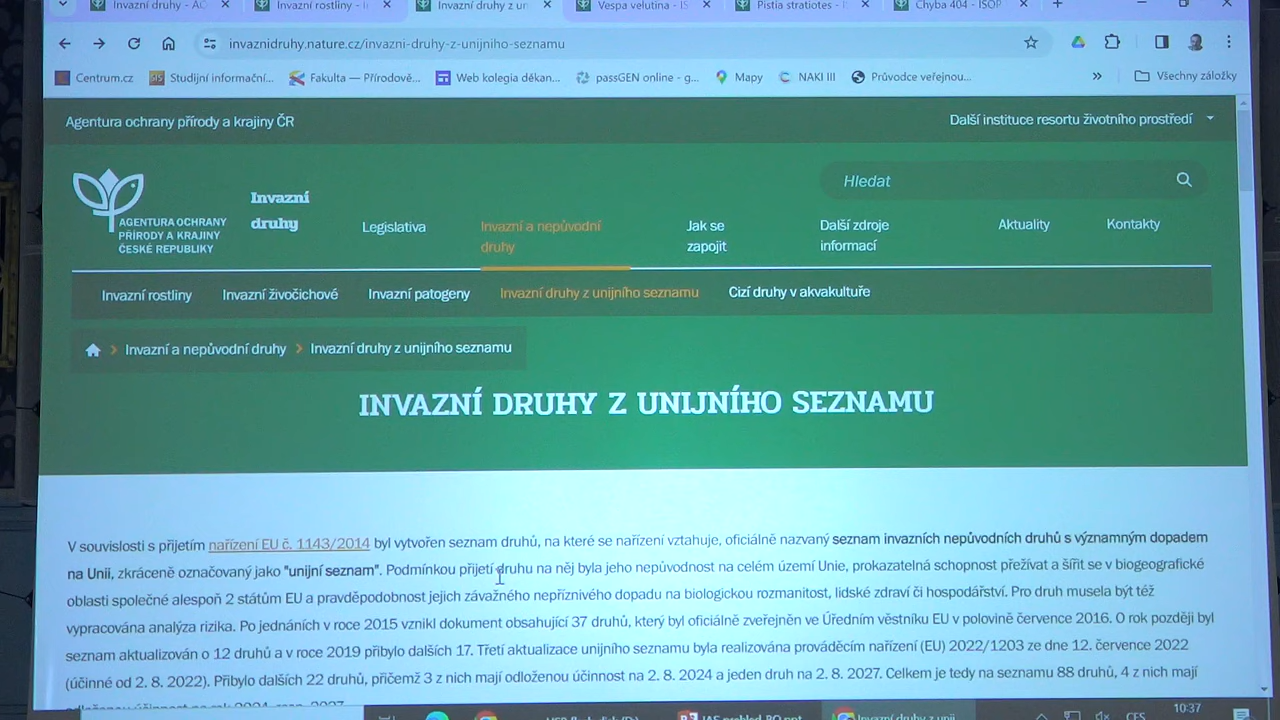 Invazní druhy - AO
Invazní rostliny - I
Invazní druhy z un
Vespa velutina - IS
Pistia stratiotes - I
Chyba 404 - ISOP
invaznidruhy.nature.cz/invazni-druhy-z-unijniho-seznamu
Centrum.cz
Studijní informační...
Fakulta — Přírodově...
Web kolegia děkan...
passGEN online - g...
Mapy
NAKI III
Průvodce veřejnou...
»
Všechny záložky
Agentura ochrany přírody a krajiny ČR
Další instituce resortu životního prostředí
Hledat
AGENTURA OCHRANY
PŘÍRODY A KRAJINY
ČESKÉ REPUBLIKY
Invazní
druhy
Legislativa
Invazní a nepůvodní
druhy
Jak se
zapojit
Další zdroje
informací
Aktuality
Kontakty
Invazní rostliny
Invazní živočichové
Invazní patogeny
Invazní druhy z unijního seznamu
Cizí druhy v akvakultuře
Invazní a nepůvodní druhy
Invazní druhy z unijního seznamu
INVAZNÍ DRUHY Z UNIJNÍHO SEZNAMU
V souvislosti s přijetím nařízení EU č. 1143/2014 byl vytvořen seznam druhů, na které se nařízení vztahuje, oficiálně nazvaný seznam invazních nepůvodních druhů s významným dopadem
na Unii, zkráceně označovaný jako "unijní seznam". Podmínkou přijetí druhu na něj byla jeho nepůvodnost na celém území Unie, prokazatelná schopnost přežívat a šířit se v biogeografické
oblasti společné alespoň 2 státům EU a pravděpodobnost jejich závažného nepříznivého dopadu na biologickou rozmanitost, lidské zdraví či hospodářství. Pro druh musela být též
vypracována analýza rizika. Po jednáních v roce 2015 vznikl dokument obsahující 37 druhů, který byl oficiálně zveřejněn ve Úředním věstníku EU v polovině července 2016. O rok později byl
seznam aktualizován o 12 druhů a v roce 2019 přibylo dalších 17. Třetí aktualizace unijního seznamu byla realizována prováděcím nařízení (EU) 2022/1203 ze dne 12. července 2022
(účinné od 2. 8. 2022). Přibylo dalších 22 druhů, přičemž 3 z nich mají odloženou účinnost na 2. 8. 2024 a jeden druh na 2. 8. 2027. Celkem je tedy na seznamu 88 druhů, 4 z nich mají
Invazní druhy z unij
CES
10:37